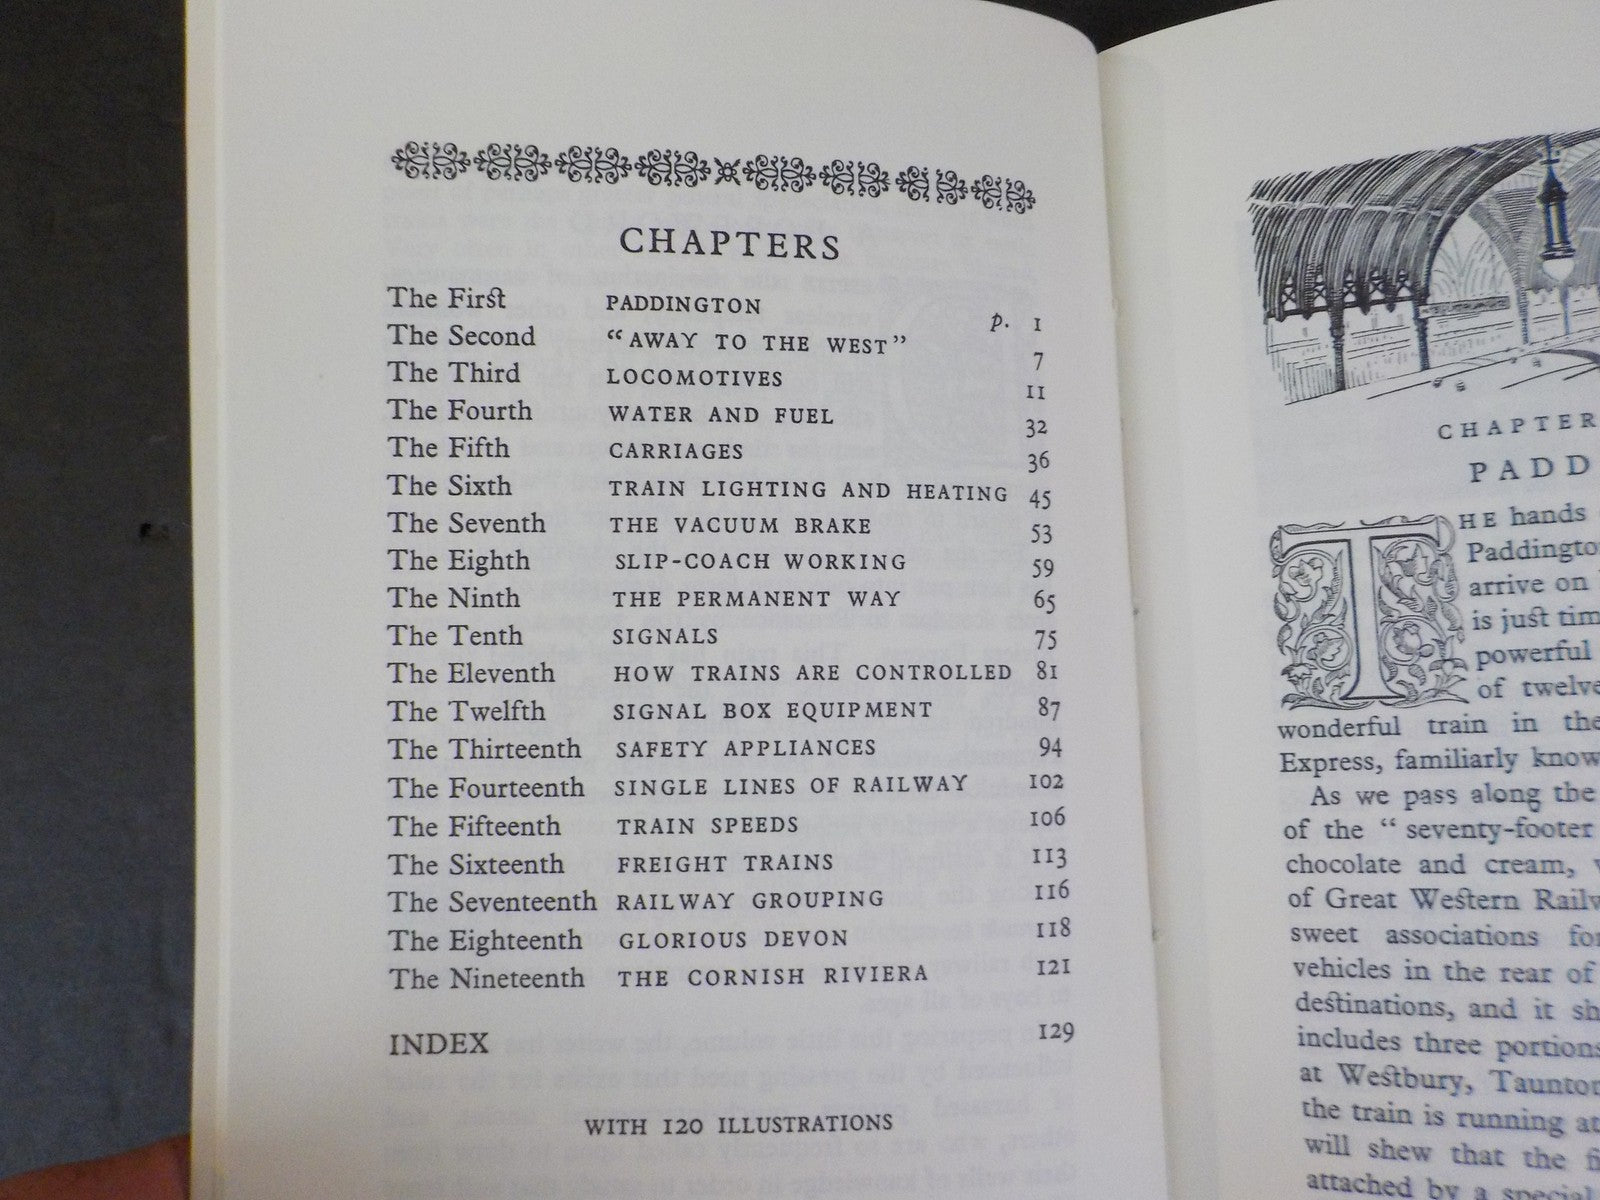 CHAPTERS
The First PADDINGTON p. 1
The Second "AWAY TO THE WEST" 7
The Third LOCOMOTIVES 11
The Fourth WATER AND FUEL 32
The Fifth CARRIAGES 36
The Sixth TRAIN LIGHTING AND HEATING 45
The Seventh THE VACUUM BRAKE 53
The Eighth SLIP-COACH WORKING 59
The Ninth THE PERMANENT WAY 65
The Tenth SIGNALS 75
The Eleventh HOW TRAINS ARE CONTROLLED 81
The Twelfth SIGNAL BOX EQUIPMENT 87
The Thirteenth SAFETY APPLIANCES 94
The Fourteenth SINGLE LINES OF RAILWAY 102
The Fifteenth TRAIN SPEEDS 106
The Sixteenth FREIGHT TRAINS 113
The Seventeenth RAILWAY GROUPING 116
The Eighteenth GLORIOUS DEVON 118
The Nineteenth THE CORNISH RIVIERA 121
INDEX 129
WITH 120 ILLUSTRATIONS
CHAPTER
PADD
THE hands
Paddingto
arrive on
is just tim
powerful
of twelve
wonderful train in the
Express, familiarly know
As we pass along the
of the "seventy-footer
chocolate and cream,
of Great Western Railw
sweet associations fo
vehicles in the rear of
destinations, and it sh
includes three portions
at Westbury, Taunton
the train is running at
will shew that the fi
attached by a special